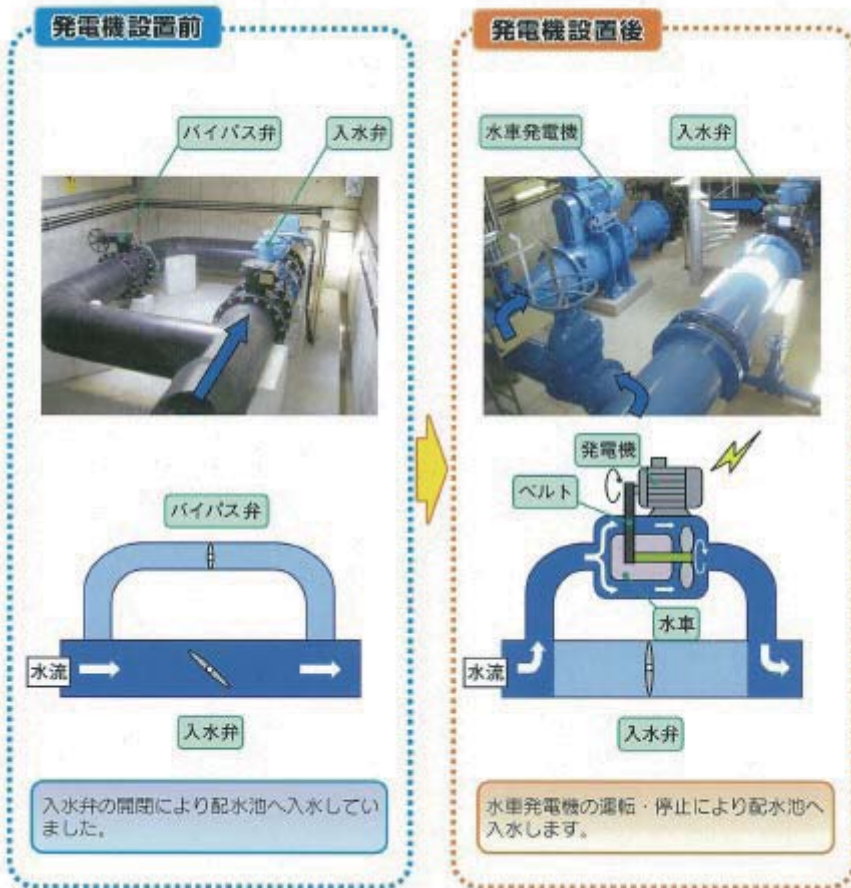 発電機設置前
バイパス弁
入水弁
バイパス弁
水流
入水弁
入水弁の開閉により配水池へ入水してい
ました。
発電機設置後
水車発電機
入水弁
発電機
ベルト
水車
水流
入水弁
水車発電機の運転・停止により配水池へ
入水します。